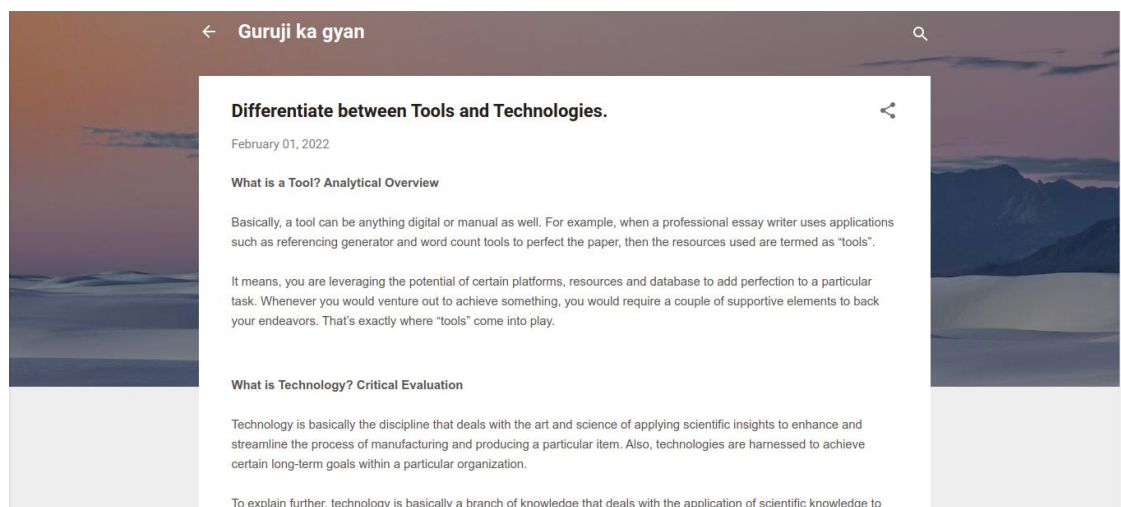 Guruji ka gyan
Differentiate between Tools and Technologies.
February 01, 2022
What is a Tool? Analytical Overview
Basically, a tool can be anything digital or manual as well. For example, when a professional essay writer uses applications
such as referencing generator and word count tools to perfect the paper, then the resources used are termed as “tools”.
It means, you are leveraging the potential of certain platforms, resources and database to add perfection to a particular
task. Whenever you would venture out to achieve something, you would require a couple of supportive elements to back
your endeavors. That’s exactly where “tools” come into play.
What is Technology? Critical Evaluation
Technology is basically the discipline that deals with the art and science of applying scientific insights to enhance and
streamline the process of manufacturing and producing a particular item. Also, technologies are harnessed to achieve
certain long-term goals within a particular organization.
To explain further, technology is basically a branch of knowledge that deals with the application of scientific knowledge to